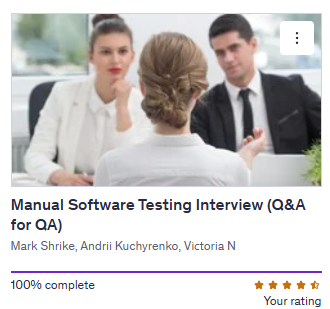 Manual Software Testing Interview (Q&A
for QA)
Mark Shrike, Andrii Kuchyrenko, Victoria N
100% complete
Your rating